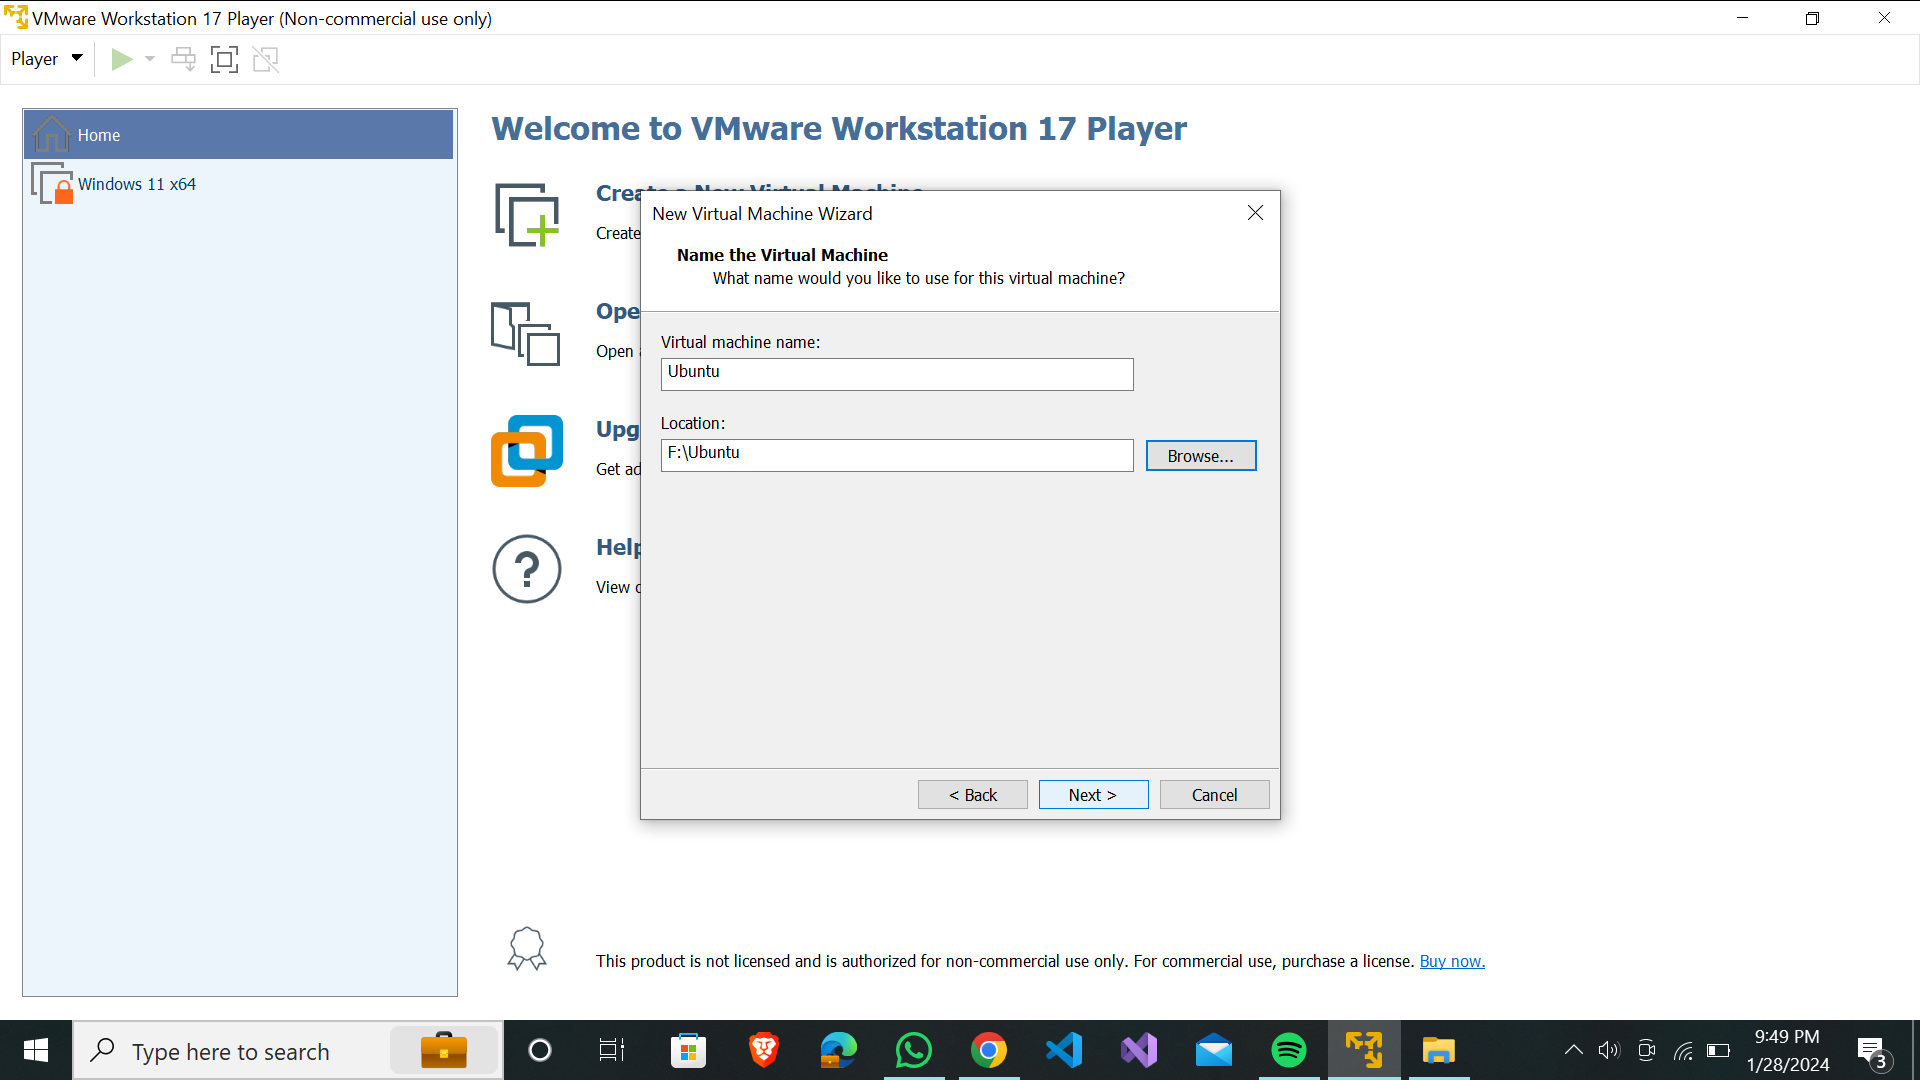 VMware Workstation 17 Player (Non-commercial use only)
Player
Home
Windows 11 x64
Welcome to VMware Workstation 17 Player
Create a New Virtual Machine
Create
New Virtual Machine Wizard
Name the Virtual Machine
What name would you like to use for this virtual machine?
Ope
Open
Virtual machine name:
Ubuntu
Location:
F:\Ubuntu
Browse...
Upg
Get ad
Help
View
< Back
Next >
Cancel
This product is not licensed and is authorized for non-commercial use only. For commercial use, purchase a license. Buy now.
Type here to search
9:49 PM
1/28/2024
3